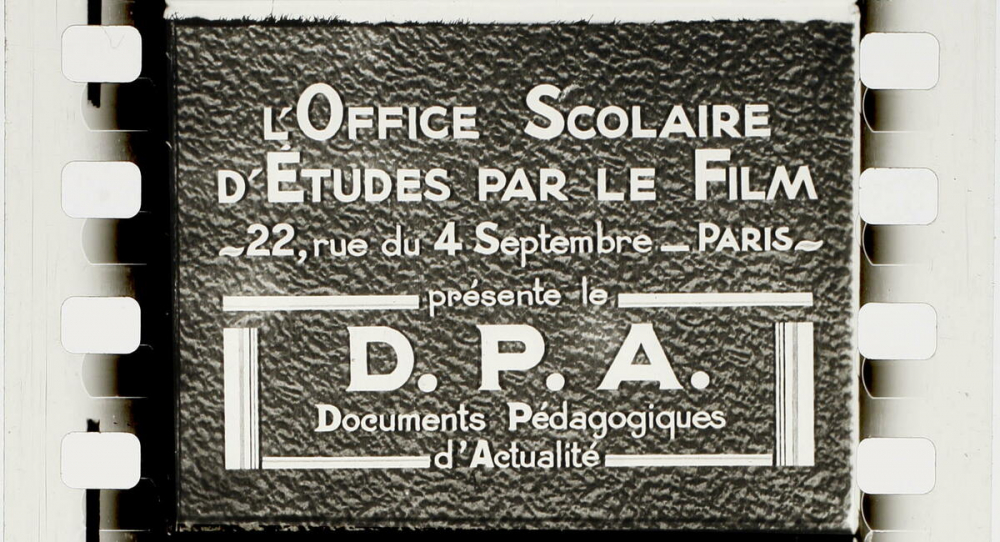 L'Office Scolaire
d'Études par le Film
~22, rue du 4 Septembre _ Paris~
présente le
D. P. A.
Documents Pédagogiques
d'Actualité